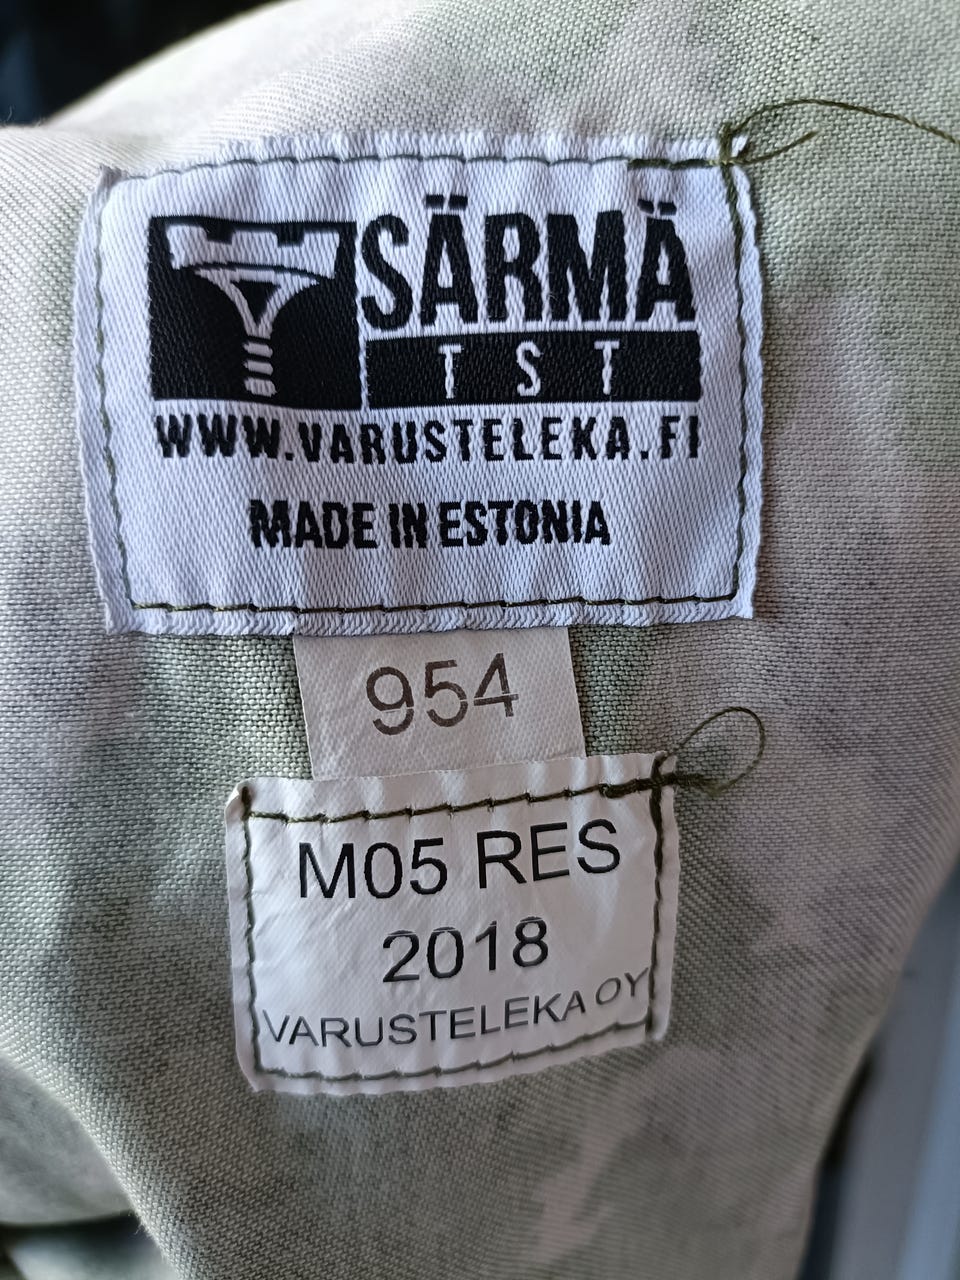 SÄRMÄ
TST
WWW.VARUSTELEKA.FI
MADE IN ESTONIA
954
M05 RES
2018
VARUSTELEKA OY